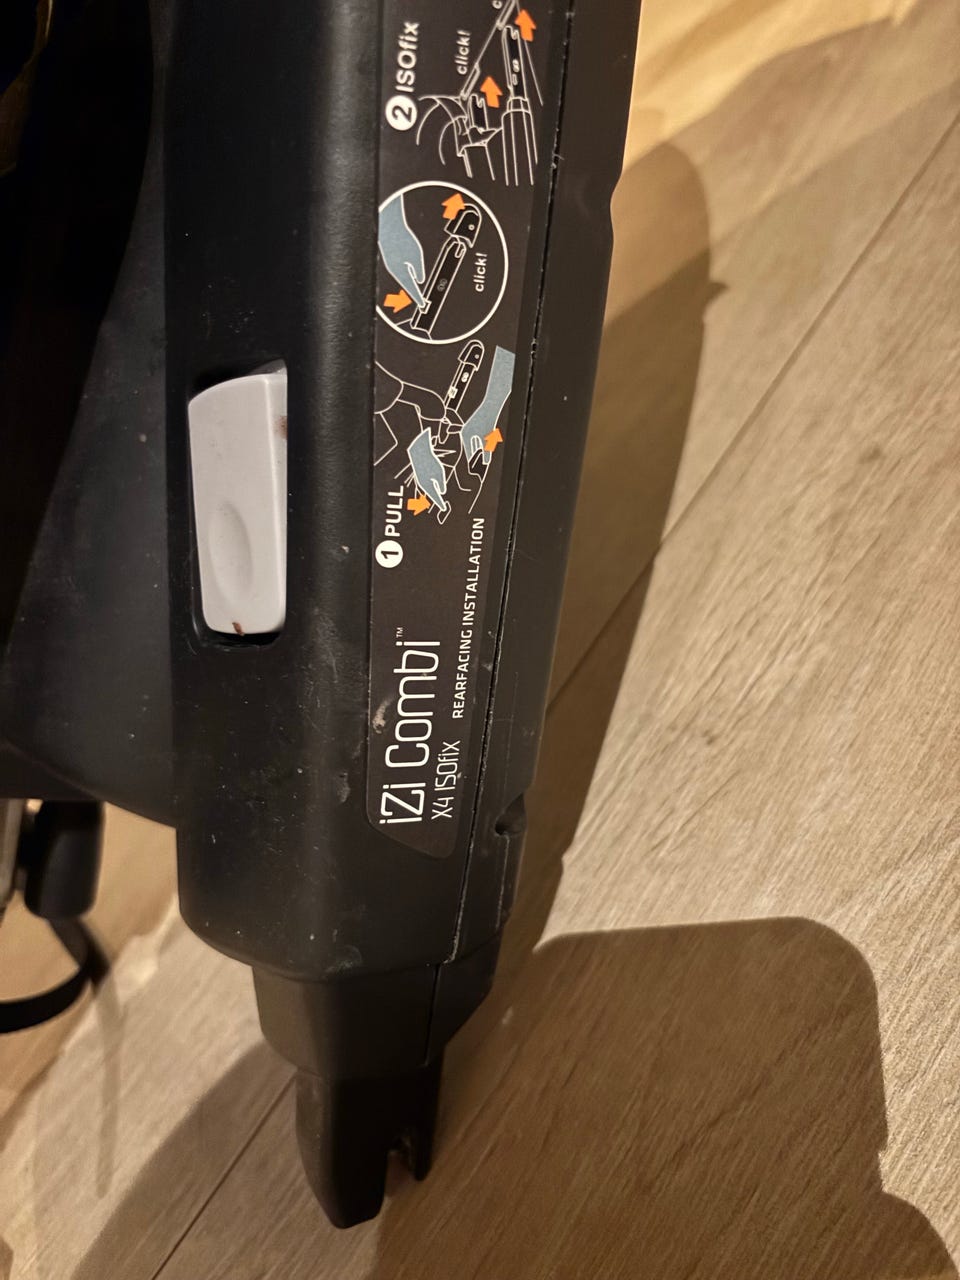 iZi Combi™
X4 ISOfix
REARFACING INSTALLATION
1 PULL
click!
2 ISOfix
click!